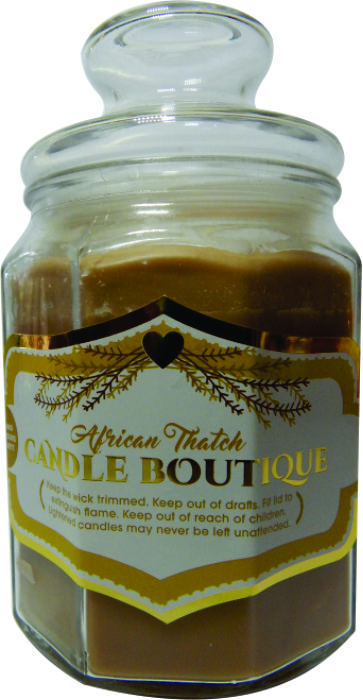 African Thatch
CANDLE BOUTIQUE
Keep the wick trimmed. Keep out of drafts. Fit lid to
extinguish flame. Keep out of reach of children.
Lightened candles may never be left unattended.